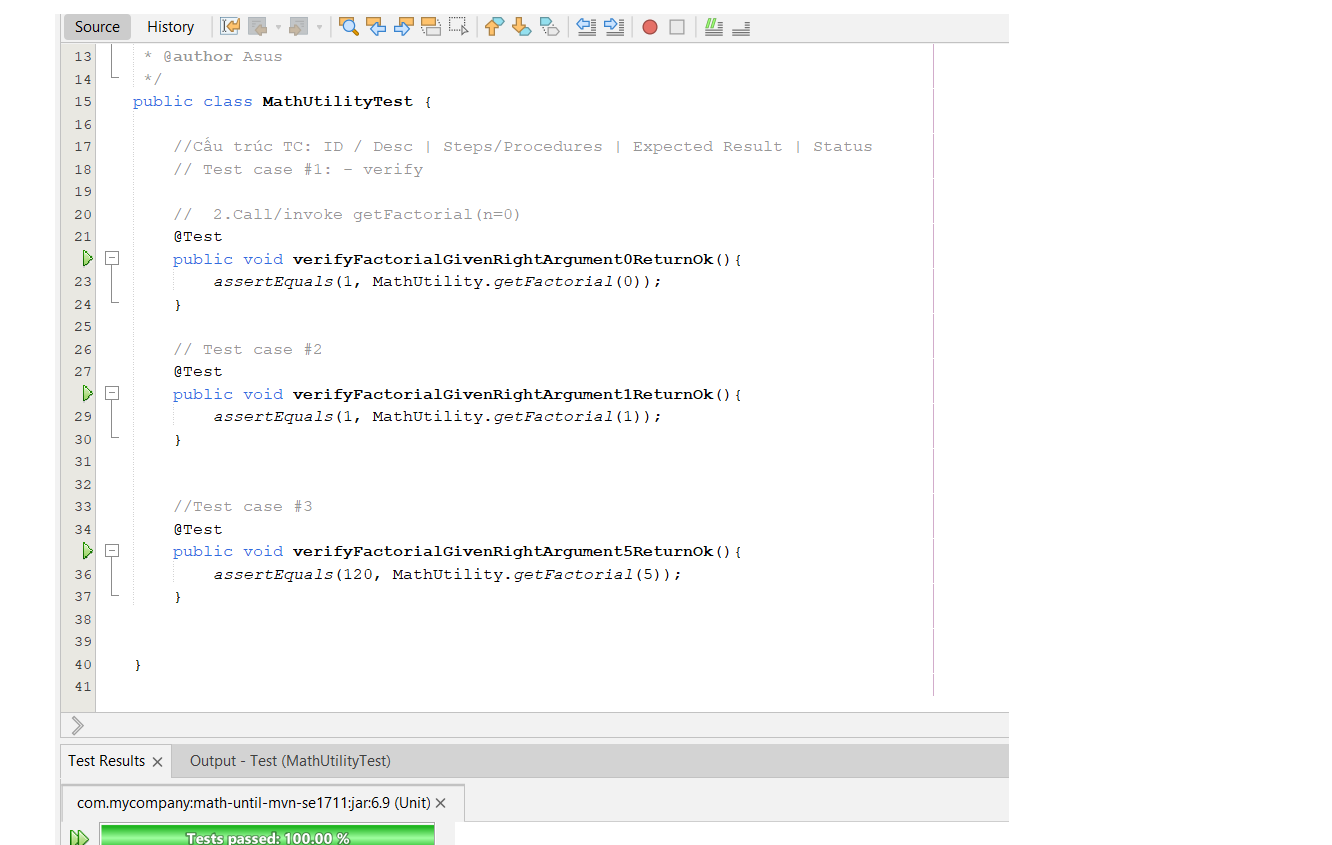 Source History
13 * @author Asus
14 */
15 public class MathUtilityTest {
16
17 //Cấu trúc TC: ID / Desc | Steps/Procedures | Expected Result | Status
18 // Test case #1: - verify
19
20 // 2.Call/invoke getFactorial(n=0)
21 @Test
public void verifyFactorialGivenRightArgument0ReturnOk(){
23 assertEquals(1, MathUtility.getFactorial(0));
24 }
25
26 // Test case #2
27 @Test
public void verifyFactorialGivenRightArgument1ReturnOk(){
29 assertEquals(1, MathUtility.getFactorial(1));
30 }
31
32
33 //Test case #3
34 @Test
public void verifyFactorialGivenRightArgument5ReturnOk(){
36 assertEquals(120, MathUtility.getFactorial(5));
37 }
38
39
40 }
41
Test Results Output - Test (MathUtilityTest)
com.mycompany:math-until-mvn-se1711:jar:6.9 (Unit)
Tests passed: 100.00 %